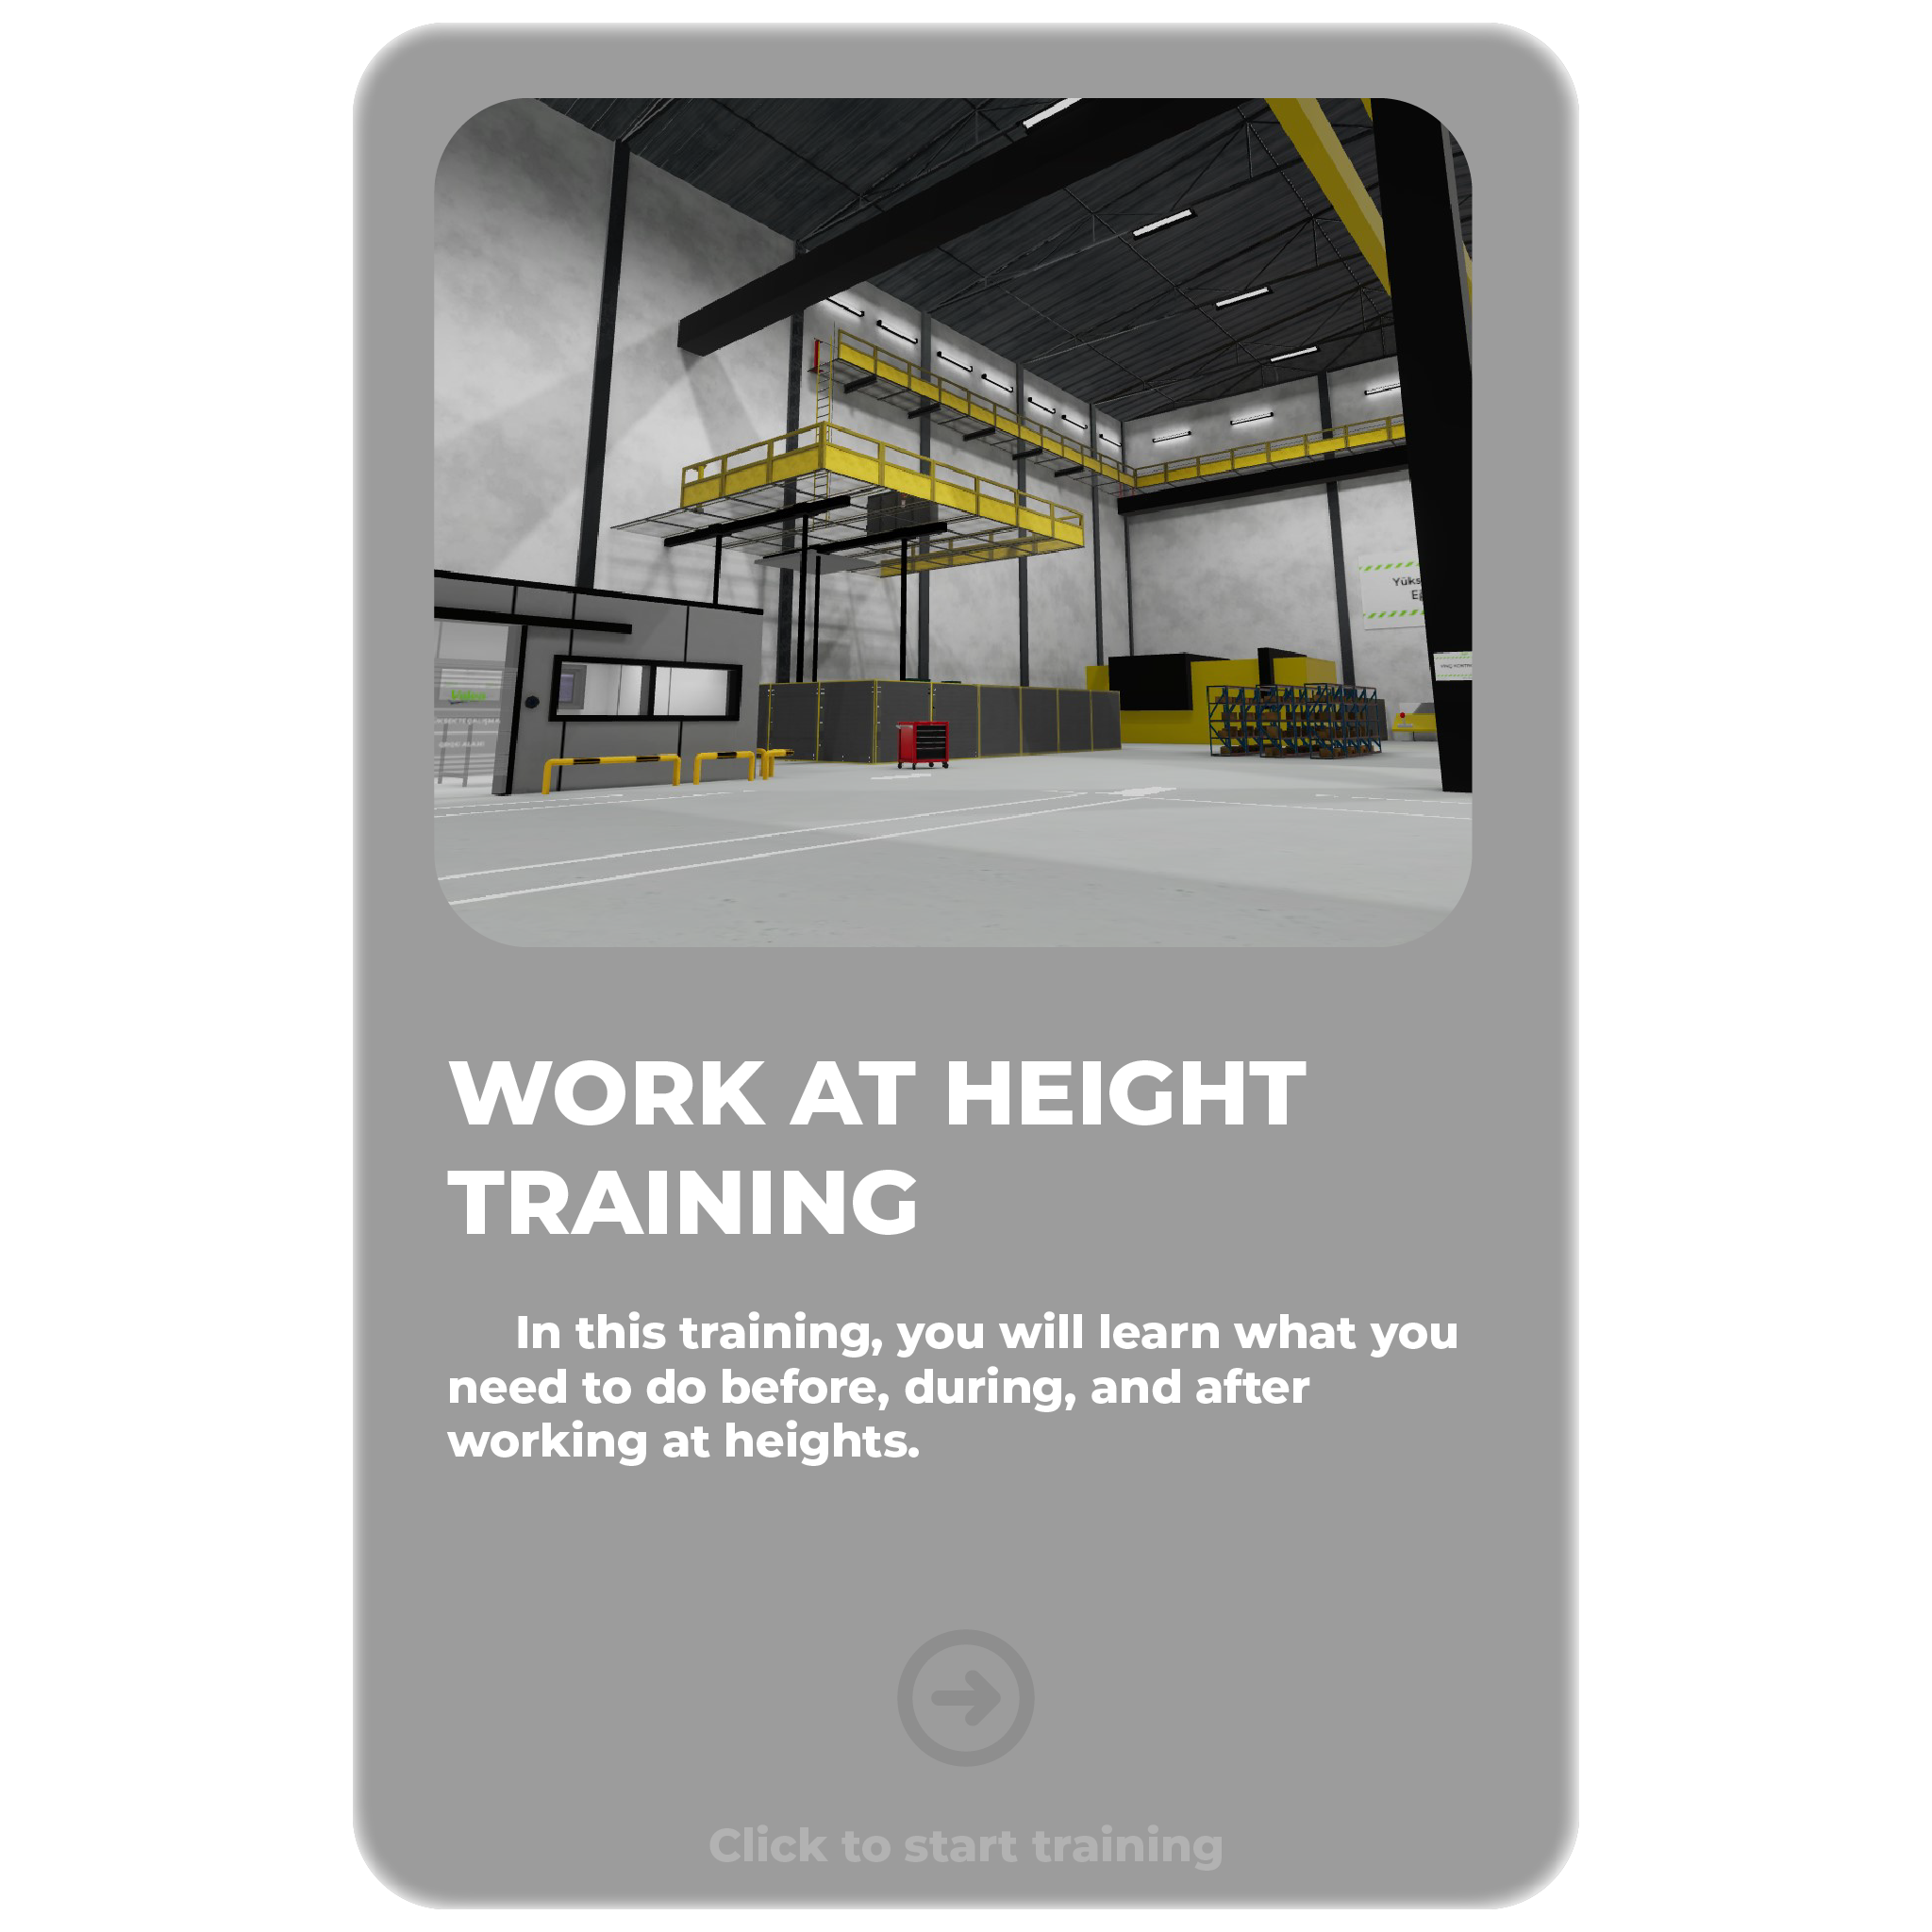 Valeo
WORK AT HEIGHT
TRAINING
In this training, you will learn what you
need to do before, during, and after
working at heights.
Click to start training